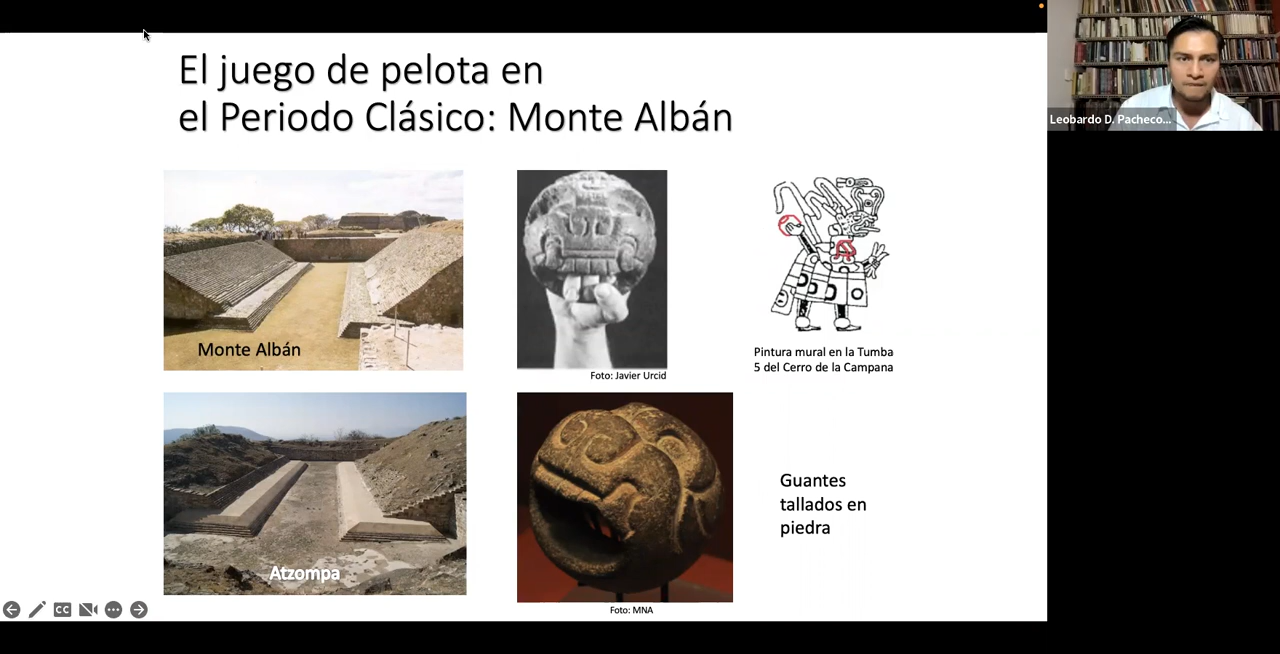 El juego de pelota en
el Periodo Clásico: Monte Albán
Leobardo D. Pacheco...
Monte Albán
Foto: Javier Urcid
Pintura mural en la Tumba
5 del Cerro de la Campana
Atzompa
Guantes
tallados en
piedra
Foto: MNA
CC